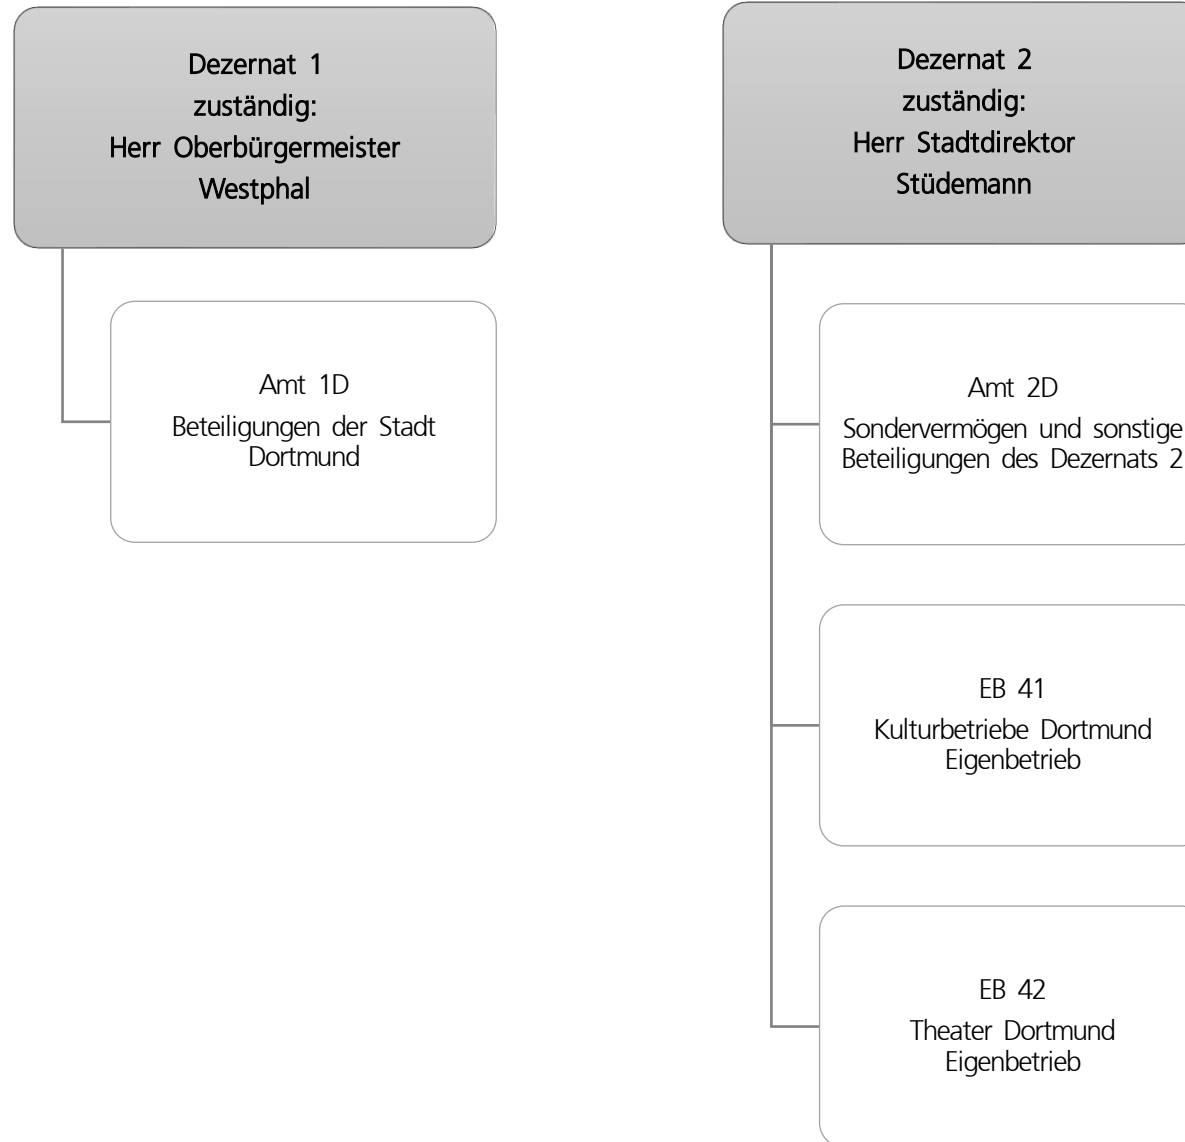 Dezernat 1
zuständig:
Herr Oberbürgermeister
Westphal
Amt 1D
Beteiligungen der Stadt
Dortmund
Dezernat 2
zuständig:
Herr Stadtdirektor
Stüdemann
Amt 2D
Sondervermögen und sonstige
Beteiligungen des Dezernats 2
EB 41
Kulturbetriebe Dortmund
Eigenbetrieb
EB 42
Theater Dortmund
Eigenbetrieb